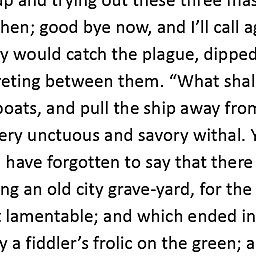 up and trying out these three mas
hen; good bye now, and I’ll call ag
y would catch the plague, dipped
reting between them. “What shal
boats, and pull the ship away from
ery unctuous and savory withal. Y
have forgotten to say that there
ng an old city grave-yard, for the
lamentable; and which ended in
y a fiddler’s frolic on the green; a